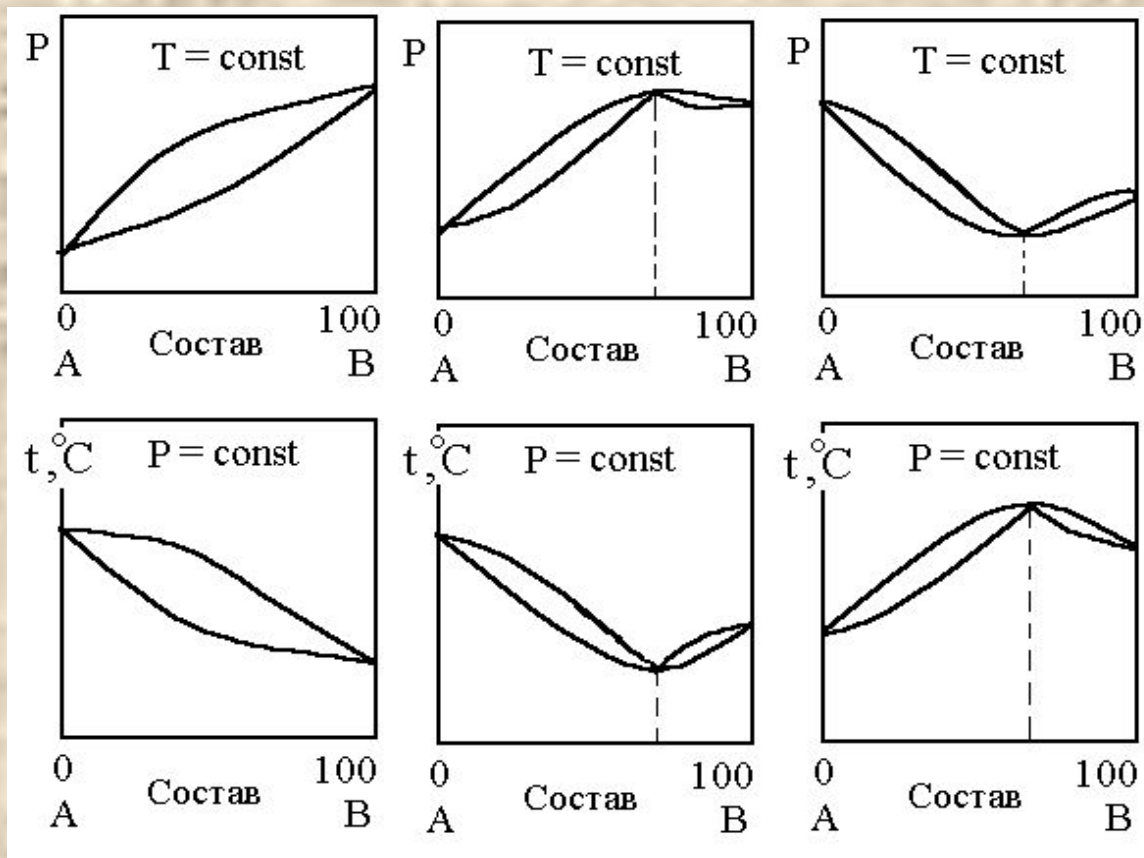 P
T = const
0
100
Состав
A
B
P
T = const
0
100
Состав
A
B
P
T = const
0
100
Состав
A
B
t,°C
P = const
0
100
Состав
A
B
t,°C
P = const
0
100
Состав
A
B
t,°C
P = const
0
100
Состав
A
B